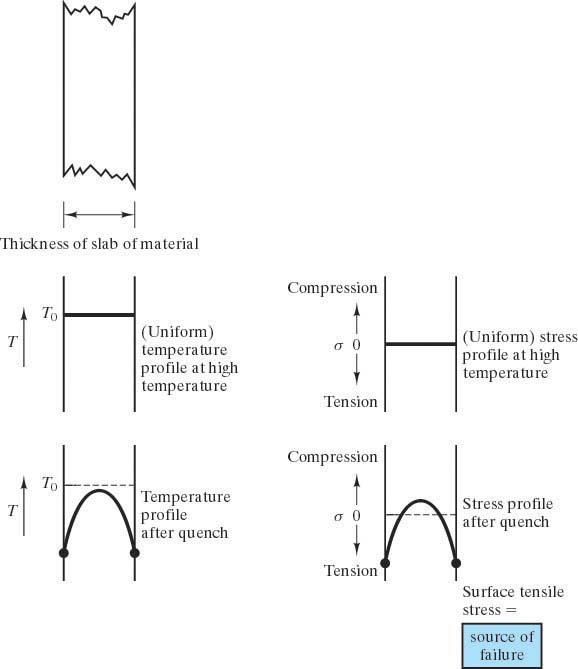 Thickness of slab of material
T
T0
(Uniform)
temperature
profile at high
temperature
Compression
σ 0
Tension
(Uniform) stress
profile at high
temperature
T
T0
Temperature
profile
after quench
Compression
σ 0
Tension
Stress profile
after quench
Surface tensile
stress =
source of
failure